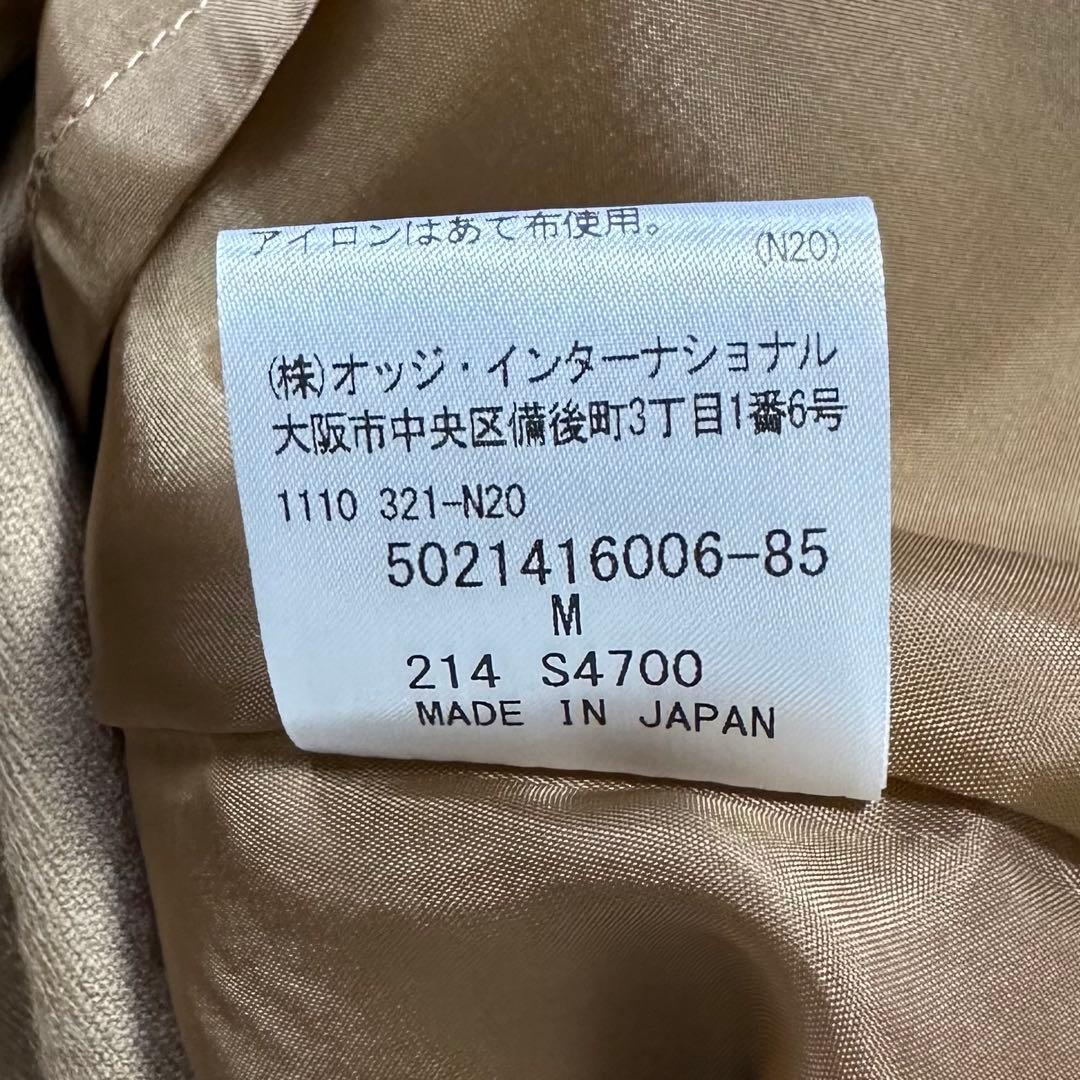 アイロンはあて布使用。
(N20)
(株)オッジ・インターナショナル
大阪市中央区備後町3丁目1番6号
1110 321-N20
5021416006-85
M
214 S4700
MADE IN JAPAN